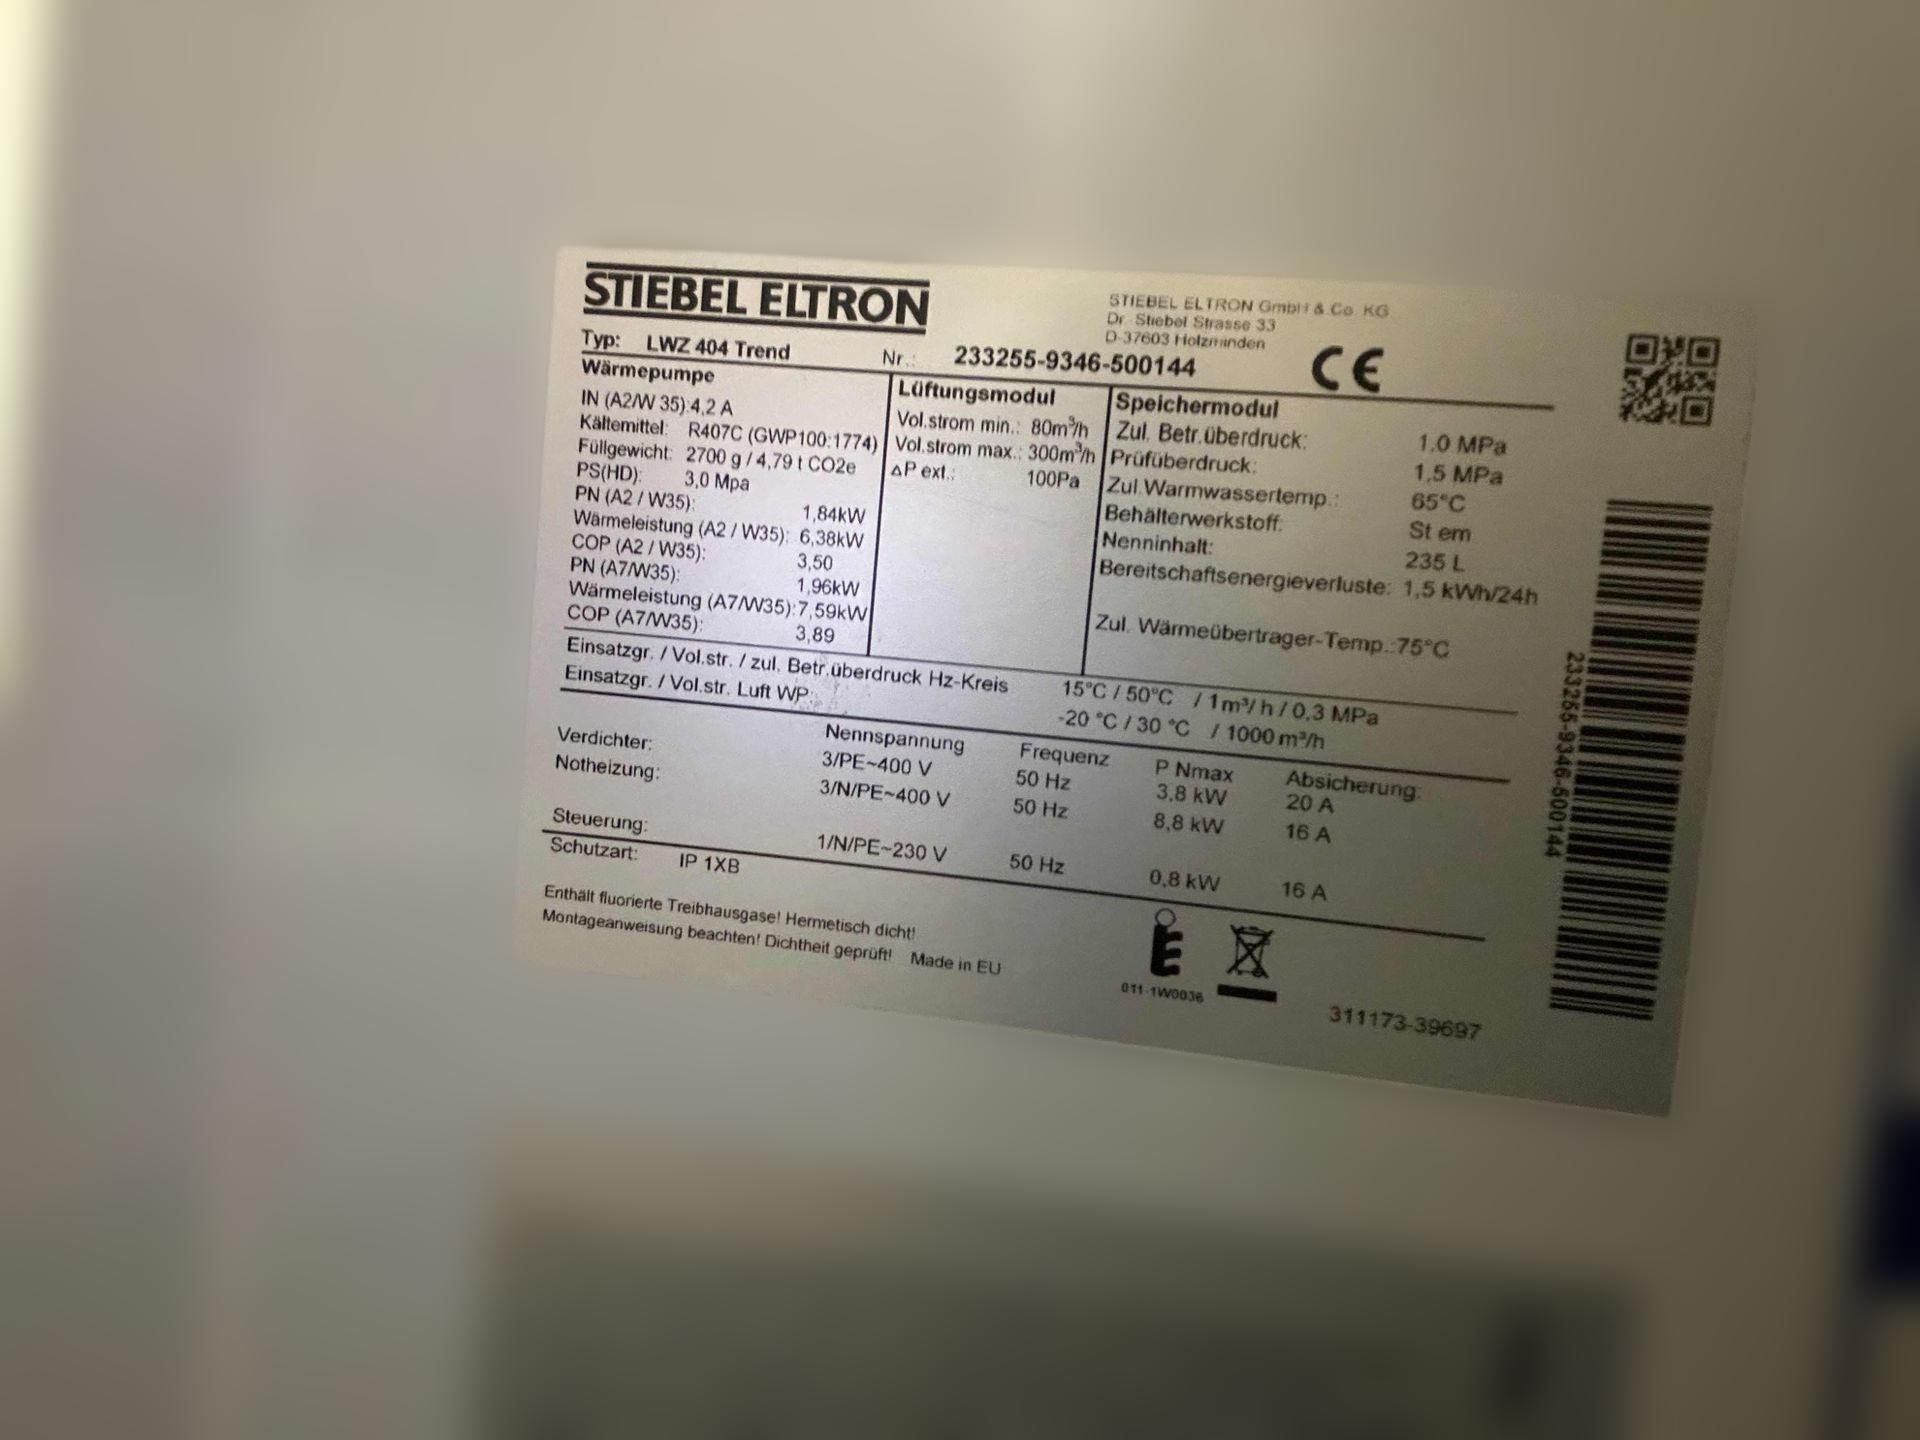 STIEBEL ELTRON
STIEBEL ELTRON GmbH & Co. KG
Dr. Stiebel Strasse 33
D-37603 Holzminden
Typ: LWZ 404 Trend Nr.: 233255-9346-500144 CE
Wärmepumpe
IN (A2/W 35):4,2 A
Kältemittel: R407C (GWP100:1774)
Füllgewicht: 2700 g / 4,79 t CO2e
PS(HD): 3,0 Mpa
PN (A2 / W35): 1,84kW
Wärmeleistung (A2 / W35): 6,38kW
COP (A2 / W35): 3,50
PN (A7/W35): 1,96kW
Wärmeleistung (A7/W35):7,59kW
COP (A7/W35): 3,89
Lüftungsmodul
Vol.strom min.: 80m³/h
Vol.strom max.: 300m³/h
△P ext.: 100Pa
Speichermodul
Zul. Betr.überdruck: 1,0 MPa
Prüfüberdruck: 1,5 MPa
Zul.Warmwassertemp.: 65°C
Behälterwerkstoff: St em
Nenninhalt: 235 L
Bereitschaftsenergieverluste: 1,5 kWh/24h
Zul. Wärmeübertrager-Temp.:75°C
Einsatzgr. / Vol.str. / zul. Betr.überdruck Hz-Kreis 15°C / 50°C / 1m³/ h / 0,3 MPa
Einsatzgr. / Vol.str. Luft WP: -20 °C / 30 °C / 1000 m³/h
Nennspannung Frequenz P Nmax Absicherung:
Verdichter: 3/PE~400 V 50 Hz 3,8 kW 20 A
Notheizung: 3/N/PE~400 V 50 Hz 8,8 kW 16 A
Steuerung: 1/N/PE~230 V 50 Hz 0,8 kW 16 A
Schutzart: IP 1XB
Enthält fluorierte Treibhausgase! Hermetisch dicht!
Montageanweisung beachten! Dichtheit geprüft! Made in EU
E
011-1W0036
311173-39697
233255-9346-500144